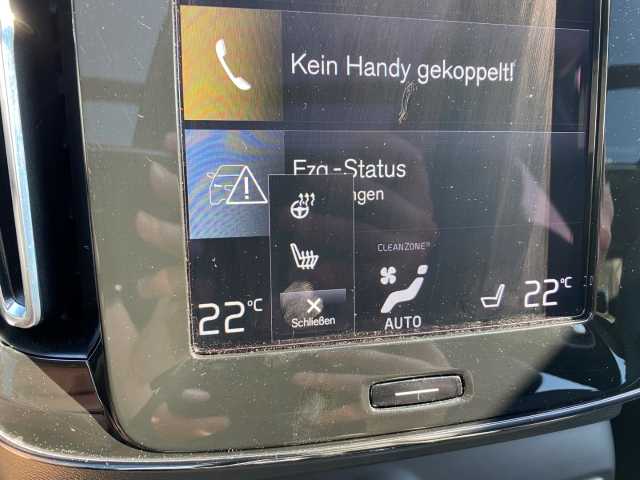 Kein Handy gekoppelt!
Fzg.-Status
ngen
CLEANZONE
22°C
Schließen
AUTO
22°C